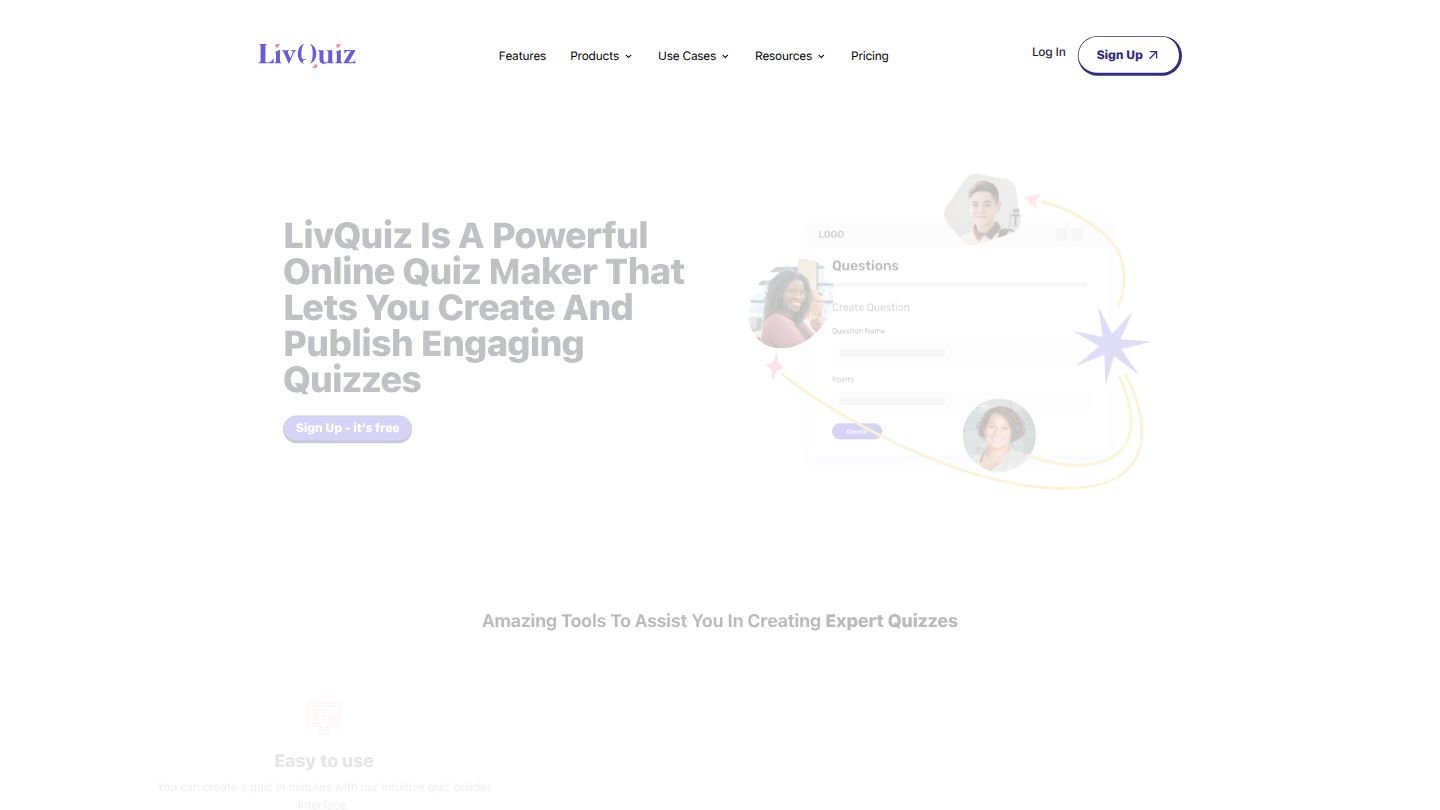 LivQuiz
Features
Products
Use Cases
Resources
Pricing
Log In
Sign Up
LivQuiz Is A Powerful
Online Quiz Maker That
Lets You Create And
Publish Engaging
Quizzes
Sign Up - it's free
LOGO
Questions
Create Question
Question Name
Points
Create
Amazing Tools To Assist You In Creating Expert Quizzes
Easy to use
You can create a quiz in minutes with our intuitive quiz builder
interface.